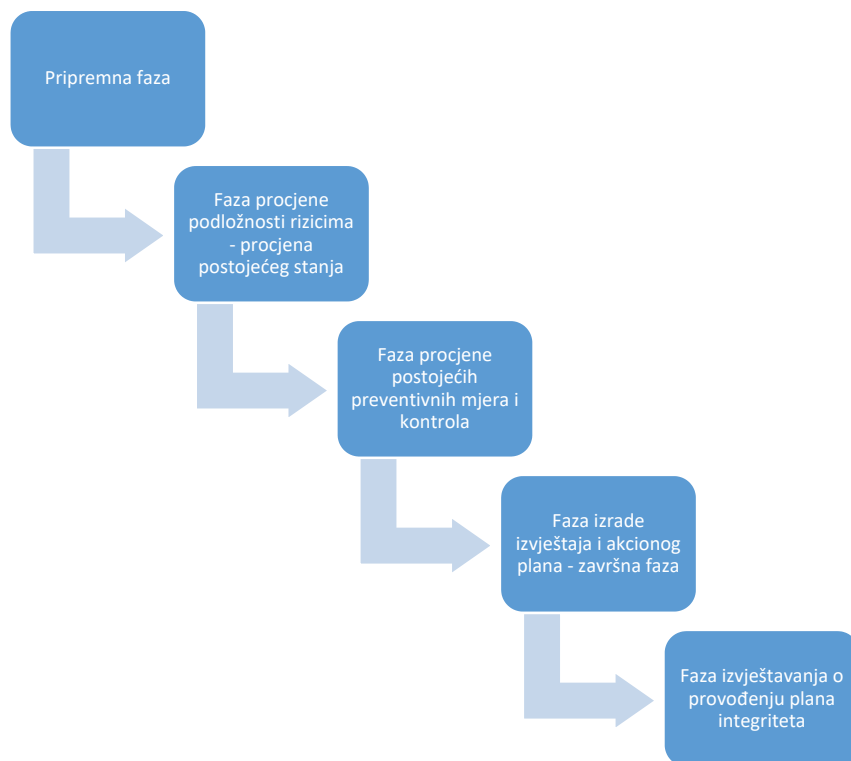 Pripremna faza
Faza procjene
podložnosti rizicima
- procjena
postojećeg stanja
Faza procjene
postojećih
preventivnih mjera i
kontrola
Faza izrade
izvještaja i akcionog
plana - završna faza
Faza izvještavanja o
provođenju plana
integriteta